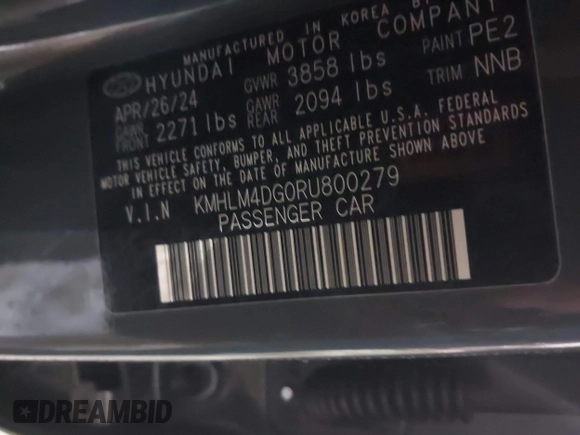 MANUFACTURED IN KOREA BY
HYUNDAI MOTOR COMPANY
APR/26/24 GVWR 3858 lbs PAINT PE2
GAWR FRONT 2271 lbs GAWR REAR 2094 lbs TRIM NNB
THIS VEHICLE CONFORMS TO ALL APPLICABLE U.S.A. FEDERAL
MOTOR VEHICLE SAFETY, BUMPER, AND THEFT PREVENTION STANDARDS
IN EFFECT ON THE DATE OF MANUFACTURE SHOWN ABOVE.
V.I.N KMHLM4DG0RU800279
PASSENGER CAR
DREAMBID